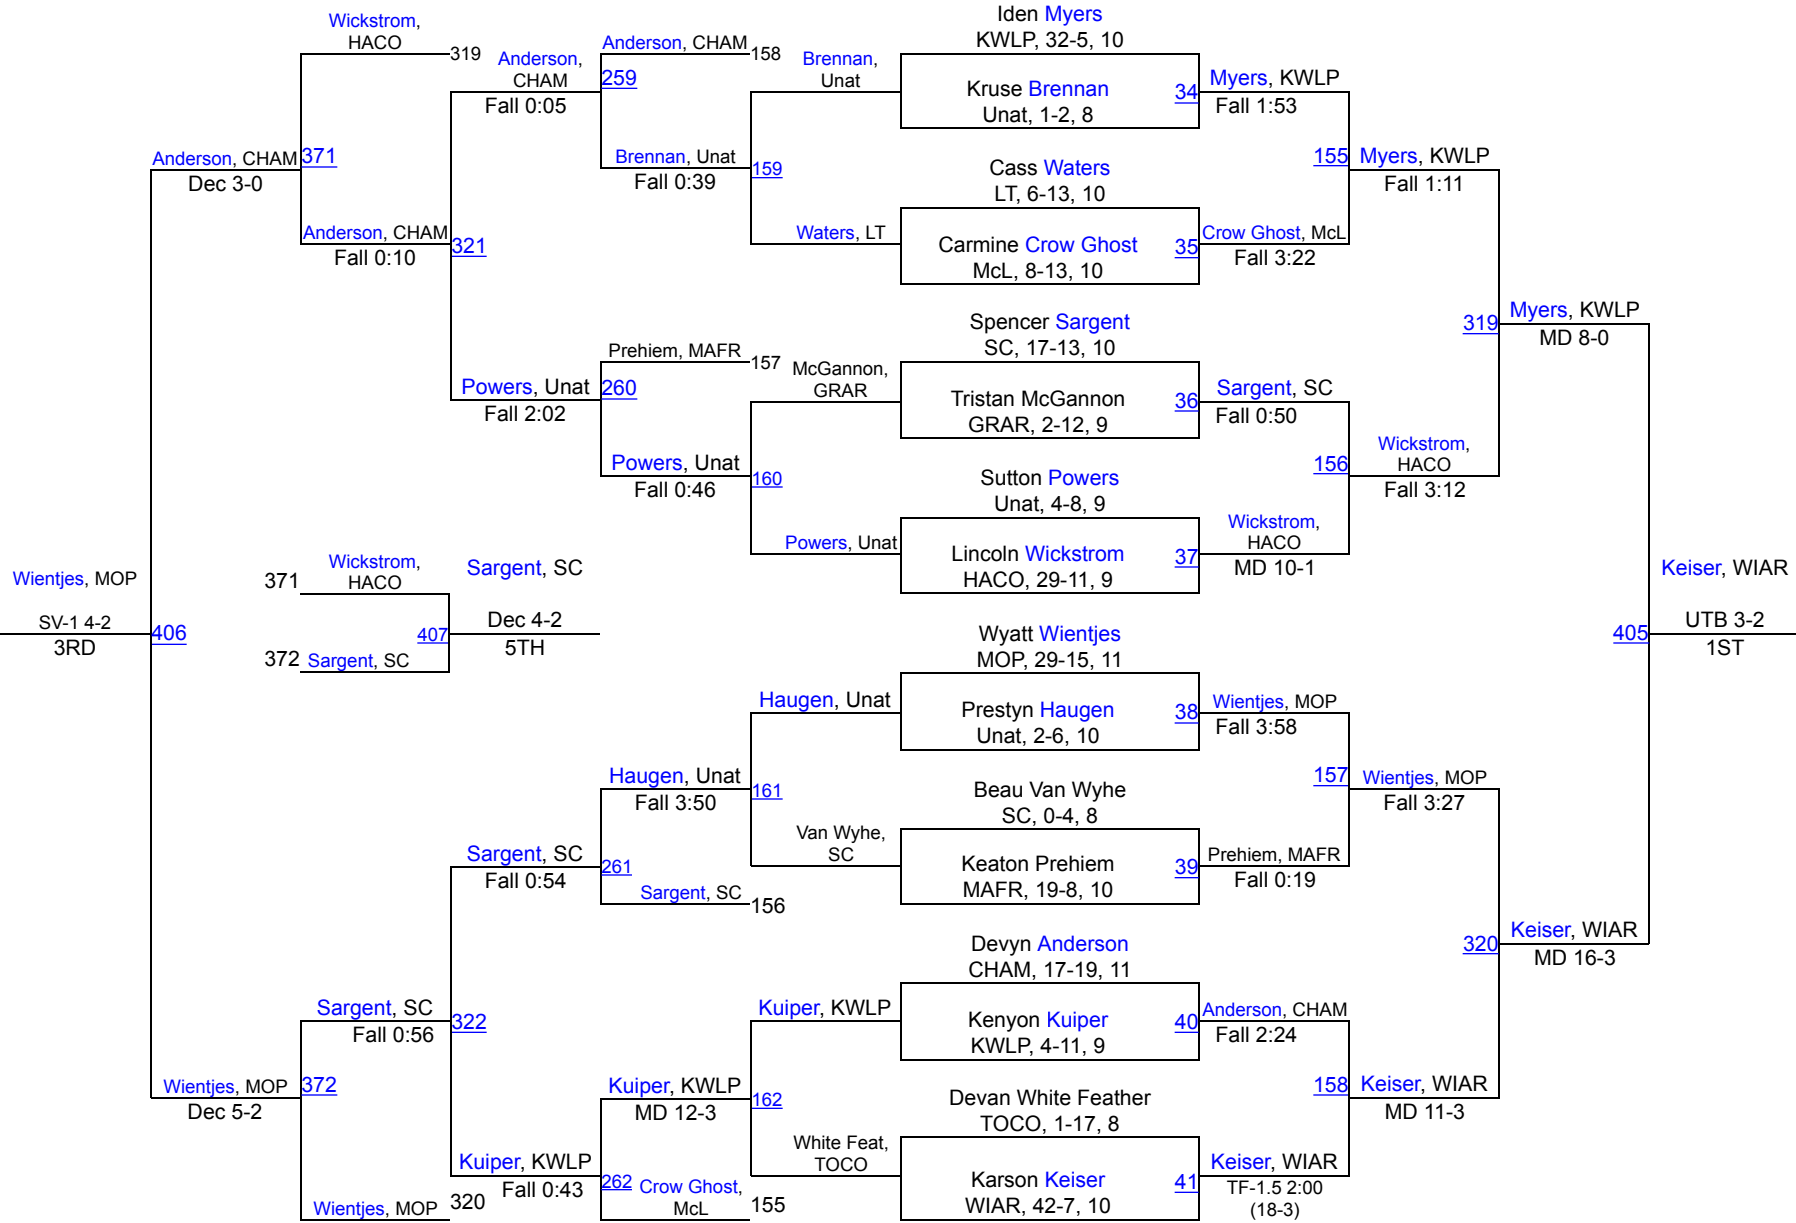 Wickstrom,
HACO
319
Anderson, CHAM
Dec 3-0
371
Anderson, CHAM
Fall 0:10
Anderson,
CHAM
Fall 0:05
321
Powers, Unat
Fall 2:02
Anderson, CHAM
158
259
Brennan, Unat
Fall 0:39
Prehiem, MAFR
157
260
Powers, Unat
Fall 0:46
Brennan,
Unat
159
Waters, LT
McGannon,
GRAR
160
Powers, Unat
Iden Myers
KWLP, 32-5, 10
Kruse Brennan
Unat, 1-2, 8
34
Cass Waters
LT, 6-13, 10
Carmine Crow Ghost
McL, 8-13, 10
35
Spencer Sargent
SC, 17-13, 10
Tristan McGannon
GRAR, 2-12, 9
36
Sutton Powers
Unat, 4-8, 9
Lincoln Wickstrom
HACO, 29-11, 9
37
Myers, KWLP
Fall 1:53
155
Crow Ghost, McL
Fall 3:22
Sargent, SC
Fall 0:50
156
Wickstrom,
HACO
MD 10-1
Myers, KWLP
Fall 1:11
319
Wickstrom,
HACO
Fall 3:12
Myers, KWLP
MD 8-0
Wientjes, MOP
SV-1 4-2
3RD
406
371
Wickstrom,
HACO
372
Sargent, SC
407
Sargent, SC
Dec 4-2
5TH
405
Keiser, WIAR
UTB 3-2
1ST
Wientjes, MOP
Dec 5-2
372
Sargent, SC
Fall 0:56
Wientjes, MOP
320
322
Sargent, SC
Fall 0:54
Kuiper, KWLP
Fall 0:43
Haugen, Unat
Fall 3:50
261
Sargent, SC
156
Kuiper, KWLP
MD 12-3
262
Crow Ghost,
McL
155
Haugen, Unat
161
Van Wyhe,
SC
Kuiper, KWLP
162
White Feat,
TOCO
Wyatt Wientjes
MOP, 29-15, 11
Prestyn Haugen
Unat, 2-6, 10
38
Beau Van Wyhe
SC, 0-4, 8
Keaton Prehiem
MAFR, 19-8, 10
39
Devyn Anderson
CHAM, 17-19, 11
Kenyon Kuiper
KWLP, 4-11, 9
40
Devan White Feather
TOCO, 1-17, 8
Karson Keiser
WIAR, 42-7, 10
41
Wientjes, MOP
Fall 3:58
157
Prehiem, MAFR
Fall 0:19
Anderson, CHAM
Fall 2:24
158
Keiser, WIAR
TF-1.5 2:00
(18-3)
Wientjes, MOP
Fall 3:27
320
Keiser, WIAR
MD 11-3
Keiser, WIAR
MD 16-3